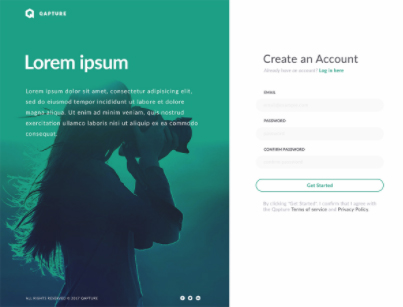 QAPTURE
Lorem ipsum
Lorem ipsum dolor sit amet, consectetur adipisicing elit,
sed do eiusmod tempor incididunt ut labore et dolore
magna aliqua. Ut enim ad minim veniam, quis nostrud
exercitation ullamco laboris nisi ut aliquip ex ea commodo
consequat.
ALL RIGHTS RESERVED © 2017 QAPTURE
Create an Account
Already have an account? Log in here
EMAIL
PASSWORD
CONFIRM PASSWORD
Get Started
By clicking "Get Started" I confirm that I agree with
the Qapture Terms of service and Privacy Policy.